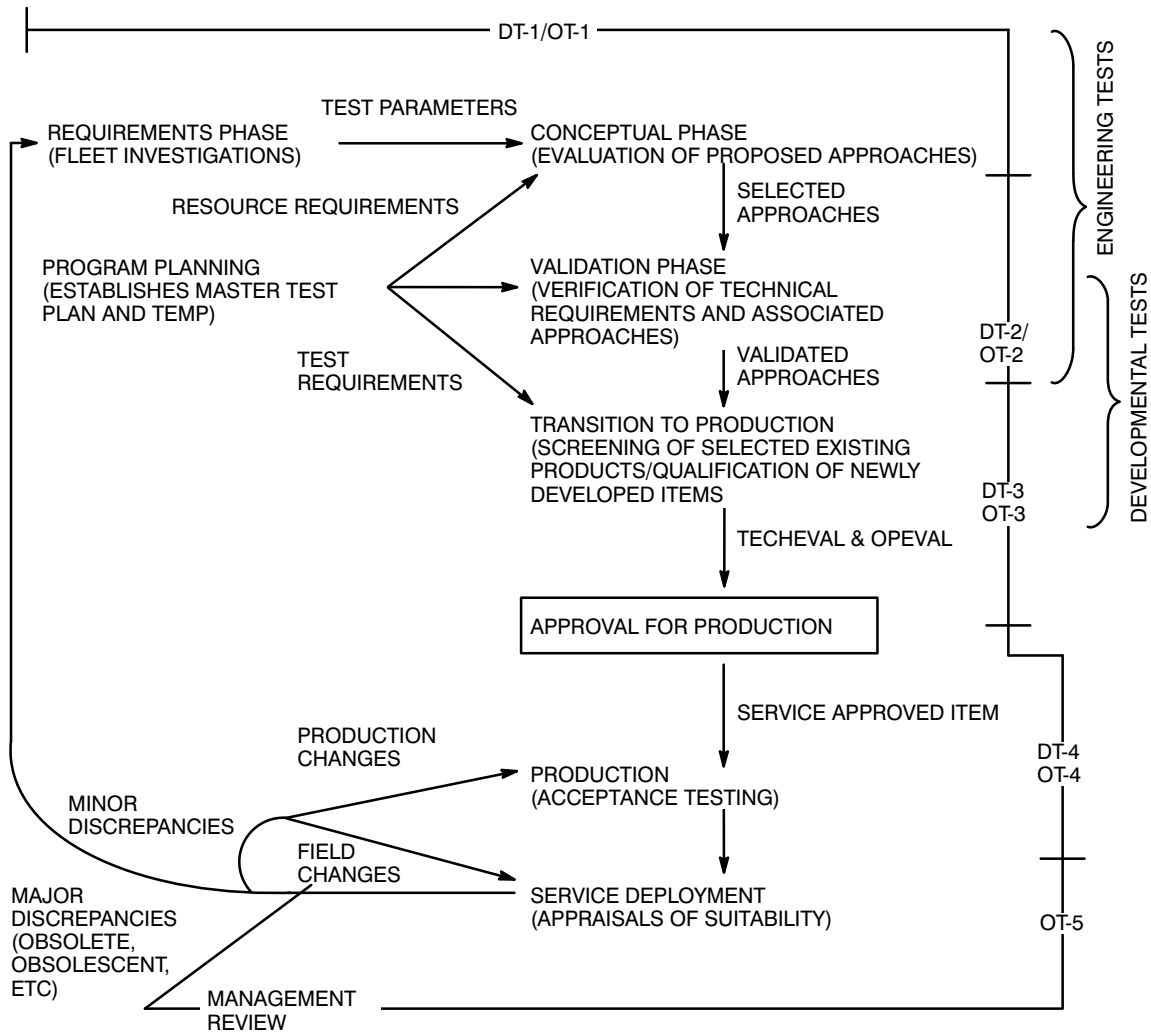 DT-1/OT-1
TEST PARAMETERS
REQUIREMENTS PHASE
(FLEET INVESTIGATIONS)
CONCEPTUAL PHASE
(EVALUATION OF PROPOSED APPROACHES)
ENGINEERING TESTS
RESOURCE REQUIREMENTS
SELECTED
APPROACHES
PROGRAM PLANNING
(ESTABLISHES MASTER TEST
PLAN AND TEMP)
VALIDATION PHASE
(VERIFICATION OF TECHNICAL
REQUIREMENTS AND ASSOCIATED
APPROACHES)
DT-2/
OT-2
DEVELOPMENTAL TESTS
TEST
REQUIREMENTS
VALIDATED
APPROACHES
TRANSITION TO PRODUCTION
(SCREENING OF SELECTED EXISTING
PRODUCTS/QUALIFICATION OF NEWLY
DEVELOPED ITEMS
DT-3
OT-3
TECHEVAL & OPEVAL
APPROVAL FOR PRODUCTION
SERVICE APPROVED ITEM
PRODUCTION
CHANGES
DT-4
OT-4
PRODUCTION
(ACCEPTANCE TESTING)
MINOR
DISCREPANCIES
FIELD
CHANGES
SERVICE DEPLOYMENT
(APPRAISALS OF SUITABILITY)
OT-5
MAJOR
DISCREPANCIES
(OBSOLETE,
OBSOLESCENT,
ETC)
MANAGEMENT
REVIEW